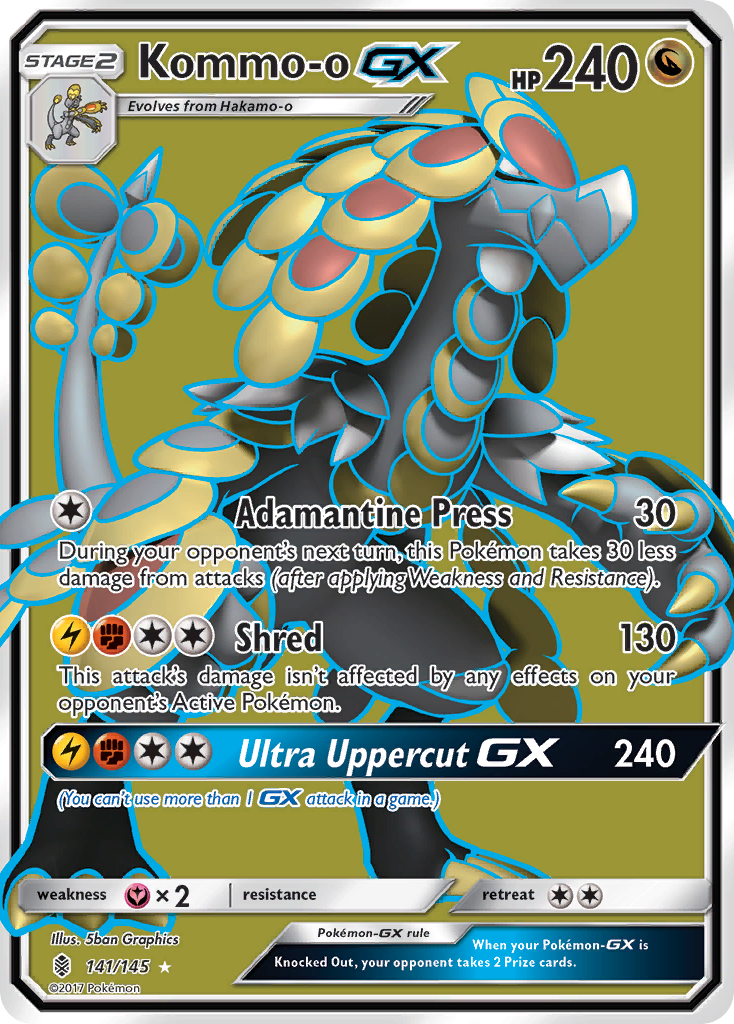 STAGE2 Kommo-o GX HP240
Evolves from Hakamo-o
Adamantine Press 30
During your opponent's next turn, this Pokémon takes 30 less
damage from attacks (after applying Weakness and Resistance).
Shred 130
This attack's damage isn't affected by any effects on your
opponent's Active Pokémon.
Ultra Uppercut GX 240
(You can't use more than 1 GX attack in a game.)
weakness ×2 resistance retreat
Illus. 5ban Graphics
141/145
©2017 Pokémon
Pokémon-GX rule
When your Pokémon-GX is
Knocked Out, your opponent takes 2 Prize cards.